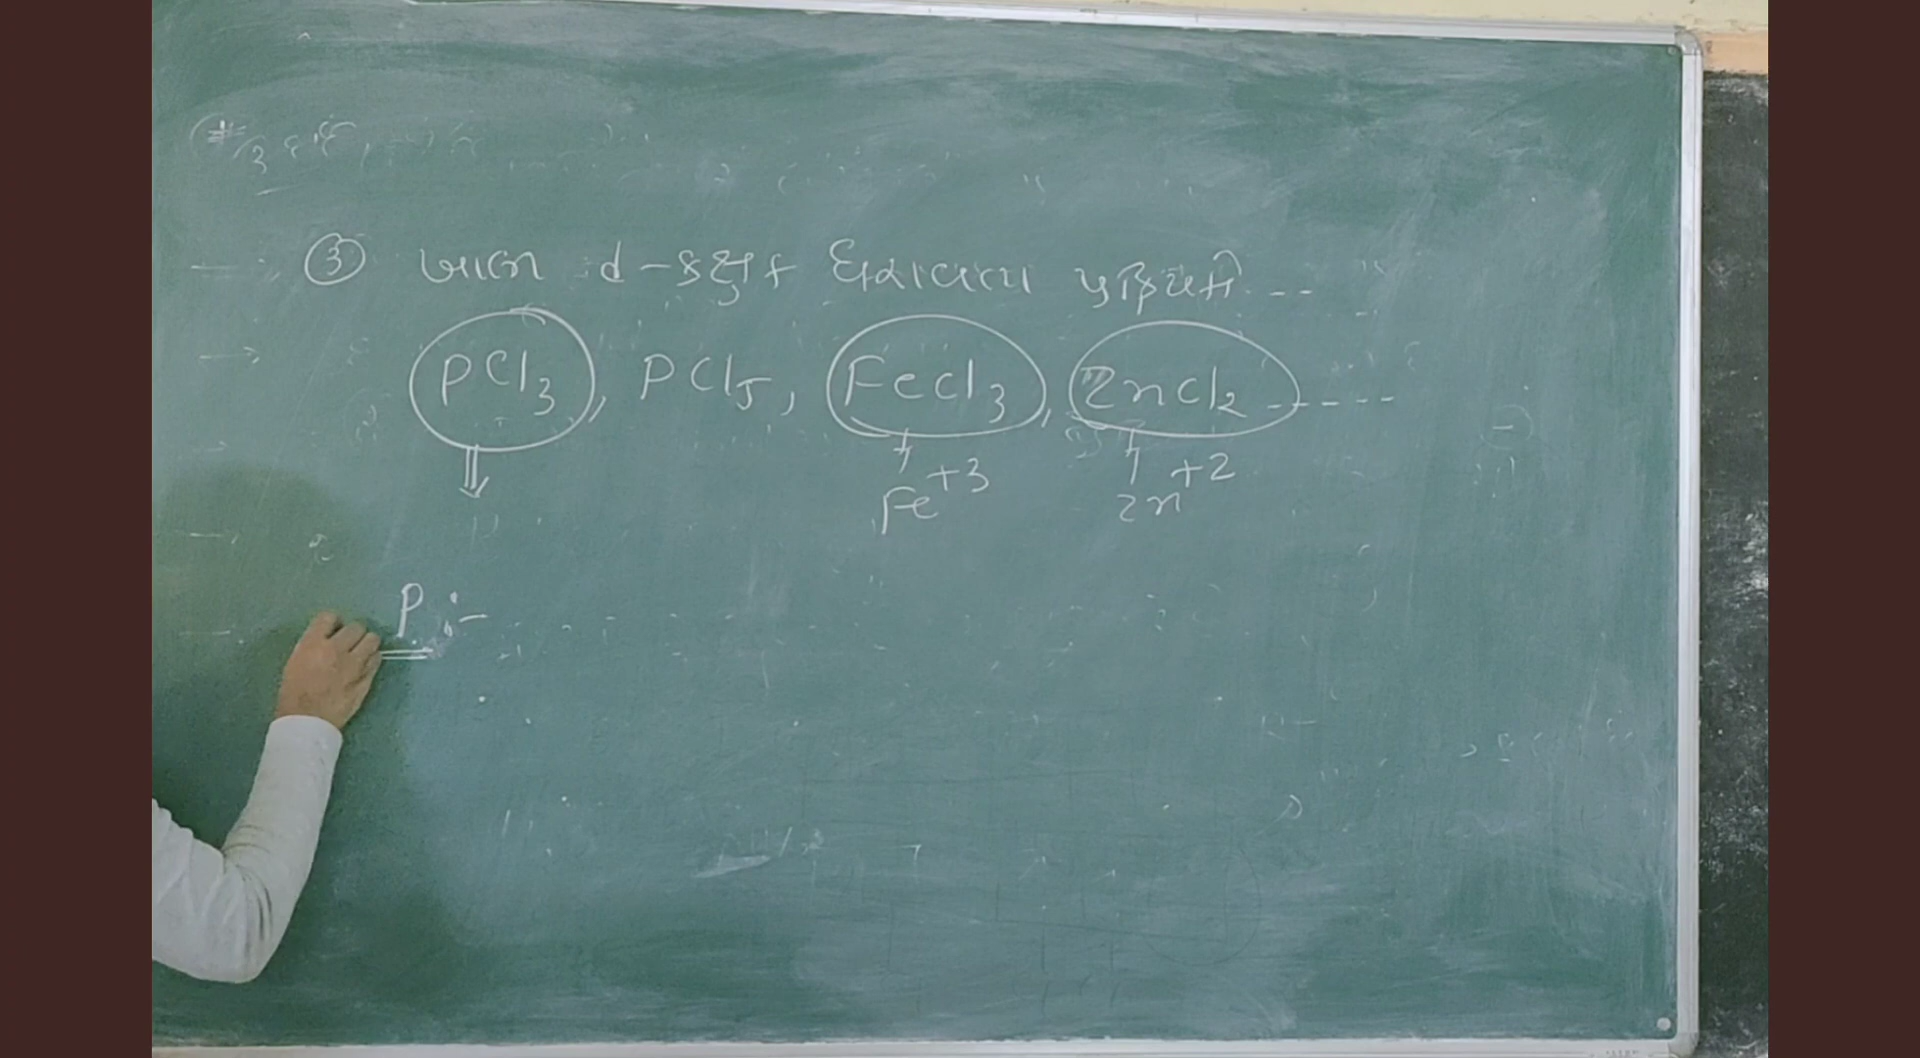 ③ ખાલી d-કક્ષક ધરાવતા પ્રક્રિયકો ---
PCl3, PCl5, FeCl3, ZnCl2 -----
Fe+3 Zn+2
P :-